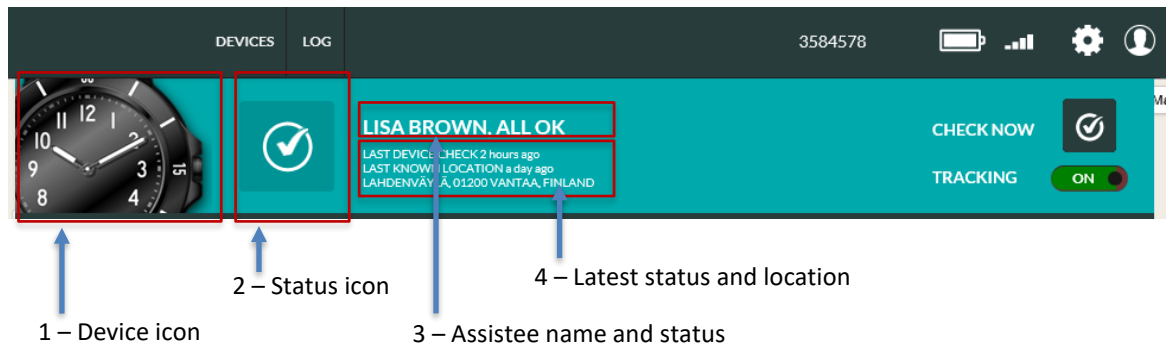 DEVICES LOG 3584578
12
11 1
10 2
9 3 15
8 4
LISA BROWN. ALL OK
LAST DEVICE CHECK 2 hours ago
LAST KNOWN LOCATION a day ago
LAHDENVÄYLÄ, 01200 VANTAA, FINLAND
CHECK NOW
TRACKING ON
2 – Status icon
4 – Latest status and location
1 – Device icon
3 – Assistee name and status